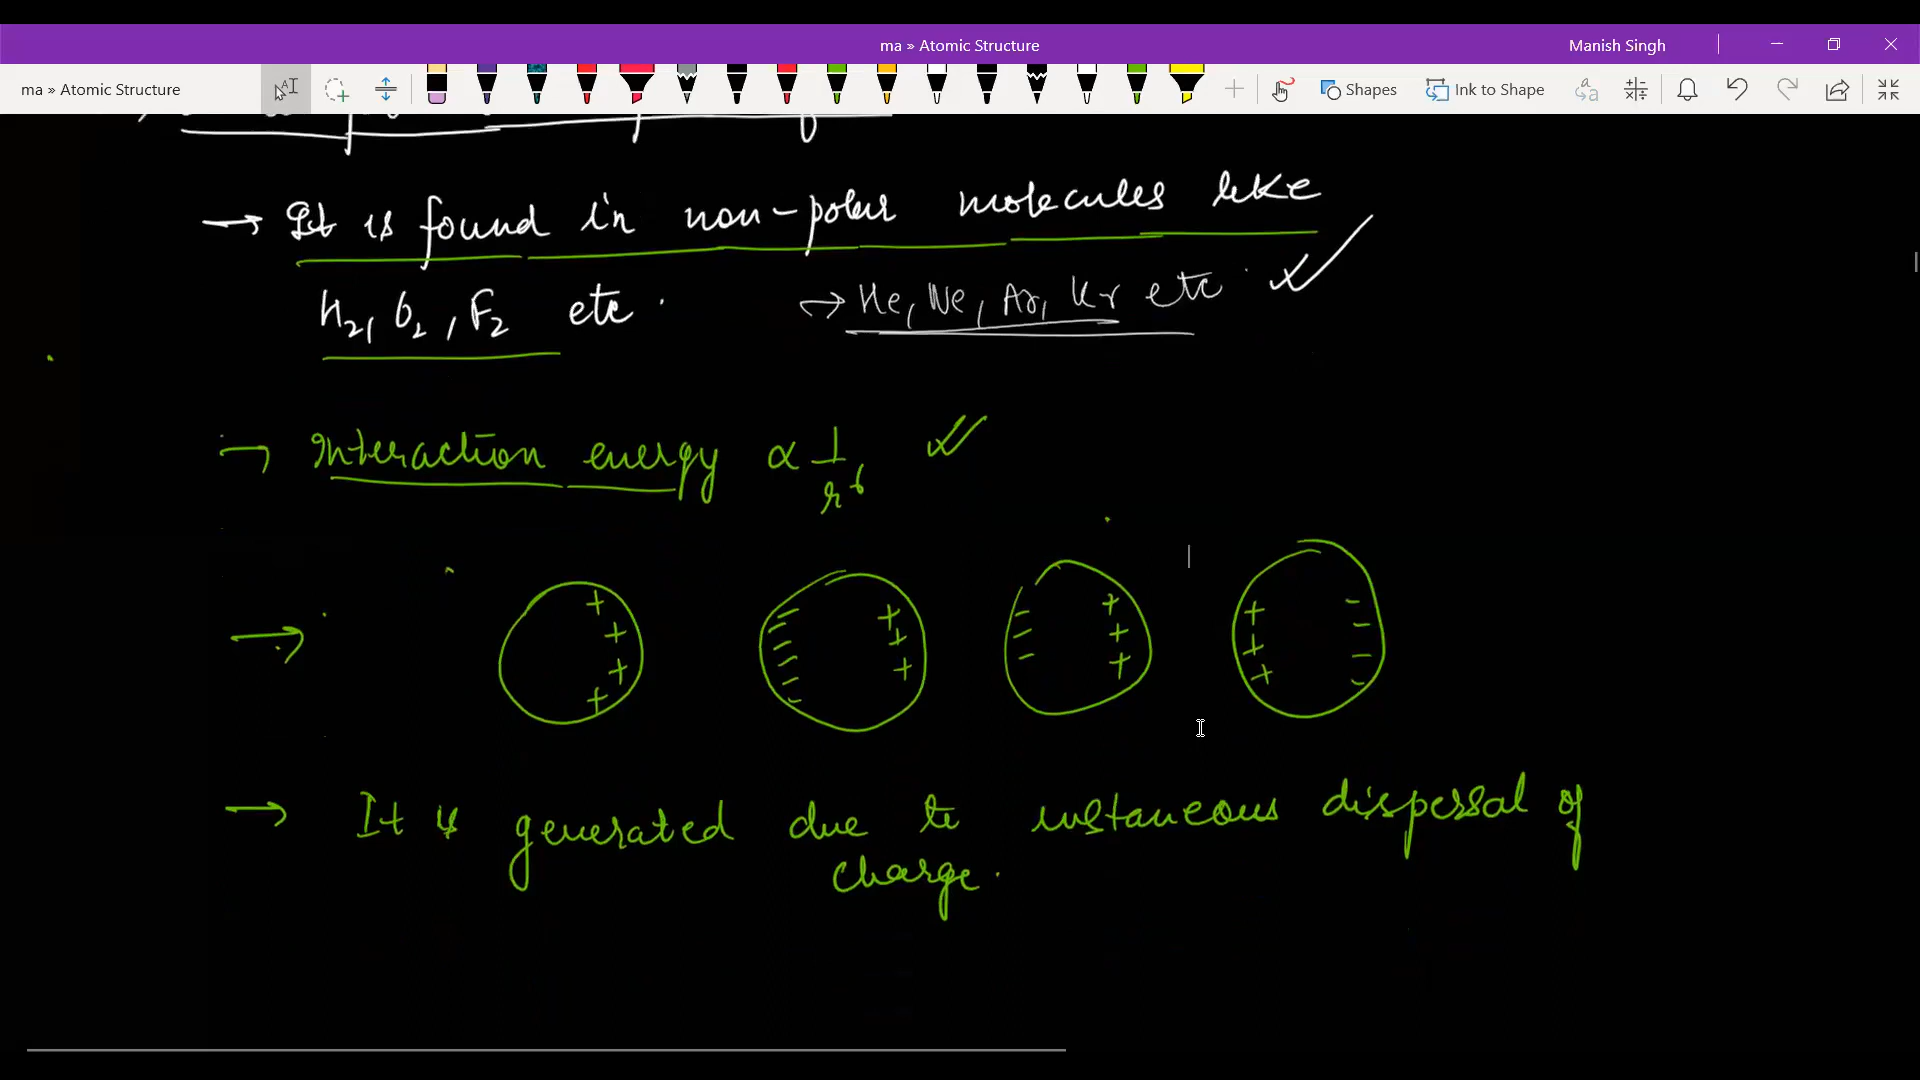 ma » Atomic Structure
Manish Singh
ma » Atomic Structure
Shapes
Ink to Shape
→ It is found in non-polar molecules like
H2, O2, F2 etc. → He, Ne, Ar, Kr etc.
→ Interaction energy ∝ 1/r⁶
+ + + +
- - - - - - + + +
- - - + + +
+ + + - - - -
→ It is generated due to instaneous dispersal of
charge.